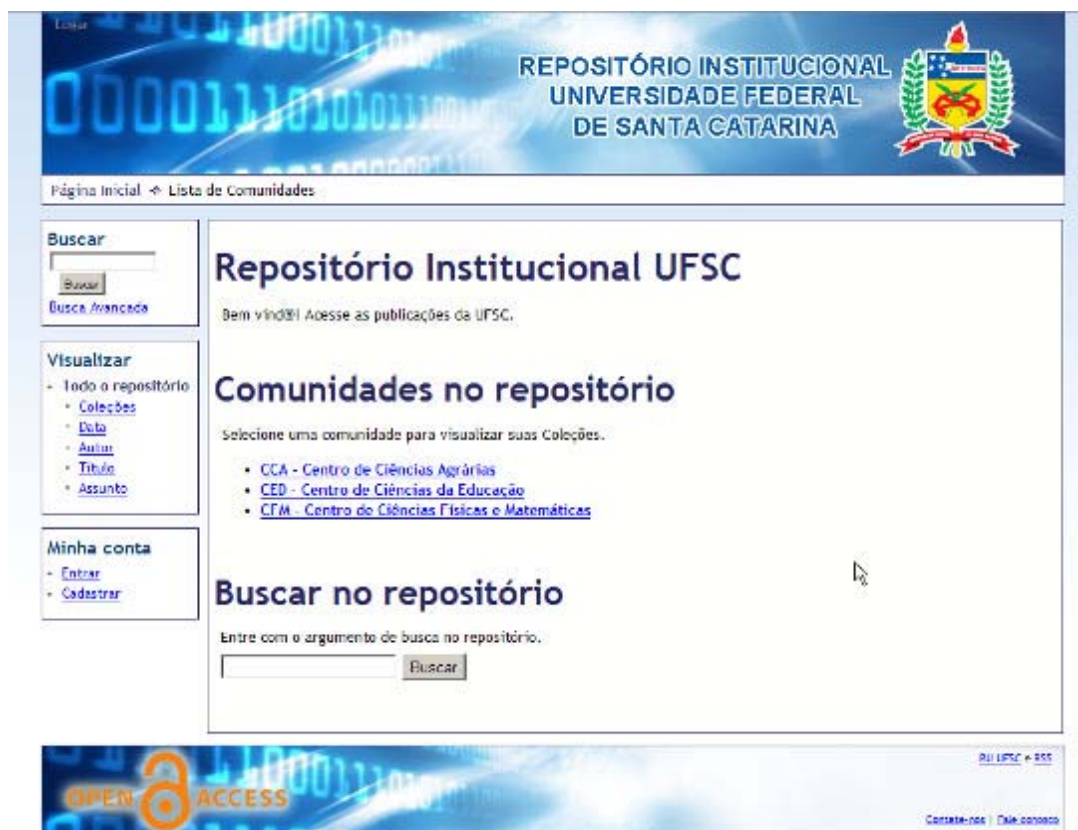 Logar
REPOSITÓRIO INSTITUCIONAL
UNIVERSIDADE FEDERAL
DE SANTA CATARINA
Página Inicial Lista de Comunidades
Buscar
Buscar
Busca Avançada
Visualizar
Todo o repositório
Coleções
Data
Autor
Título
Assunto
Minha conta
Entrar
Cadastrar
Repositório Institucional UFSC
Bem vind@! Acesse as publicações da UFSC.
Comunidades no repositório
Selecione uma comunidade para visualizar suas Coleções.
CCA - Centro de Ciências Agrárias
CED - Centro de Ciências da Educação
CFM - Centro de Ciências Físicas e Matemáticas
Buscar no repositório
Entre com o argumento de busca no repositório.
Buscar
OPEN ACCESS
UFSC e RSS
Contate-nos | Fale conosco